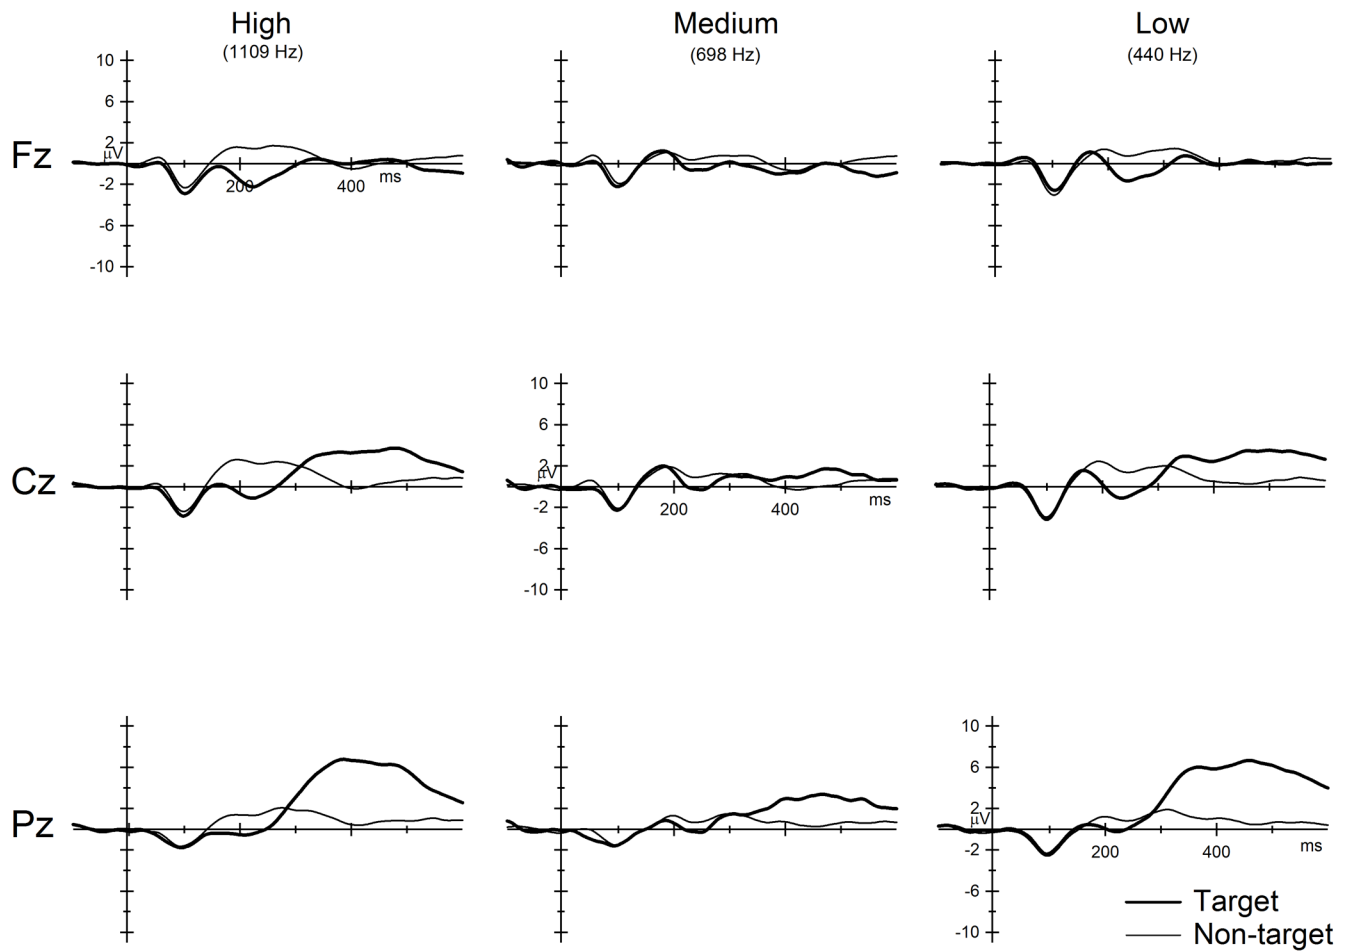 High Medium Low
(1109 Hz) (698 Hz) (440 Hz)
10
6
2
Fz μV
-2 200 400 ms
-6
-10
10
6
2
Cz μV
-2 200 400 ms
-6
-10
10
6
2
Pz μV
-2 200 400 ms
-6
Target
-10 Non-target